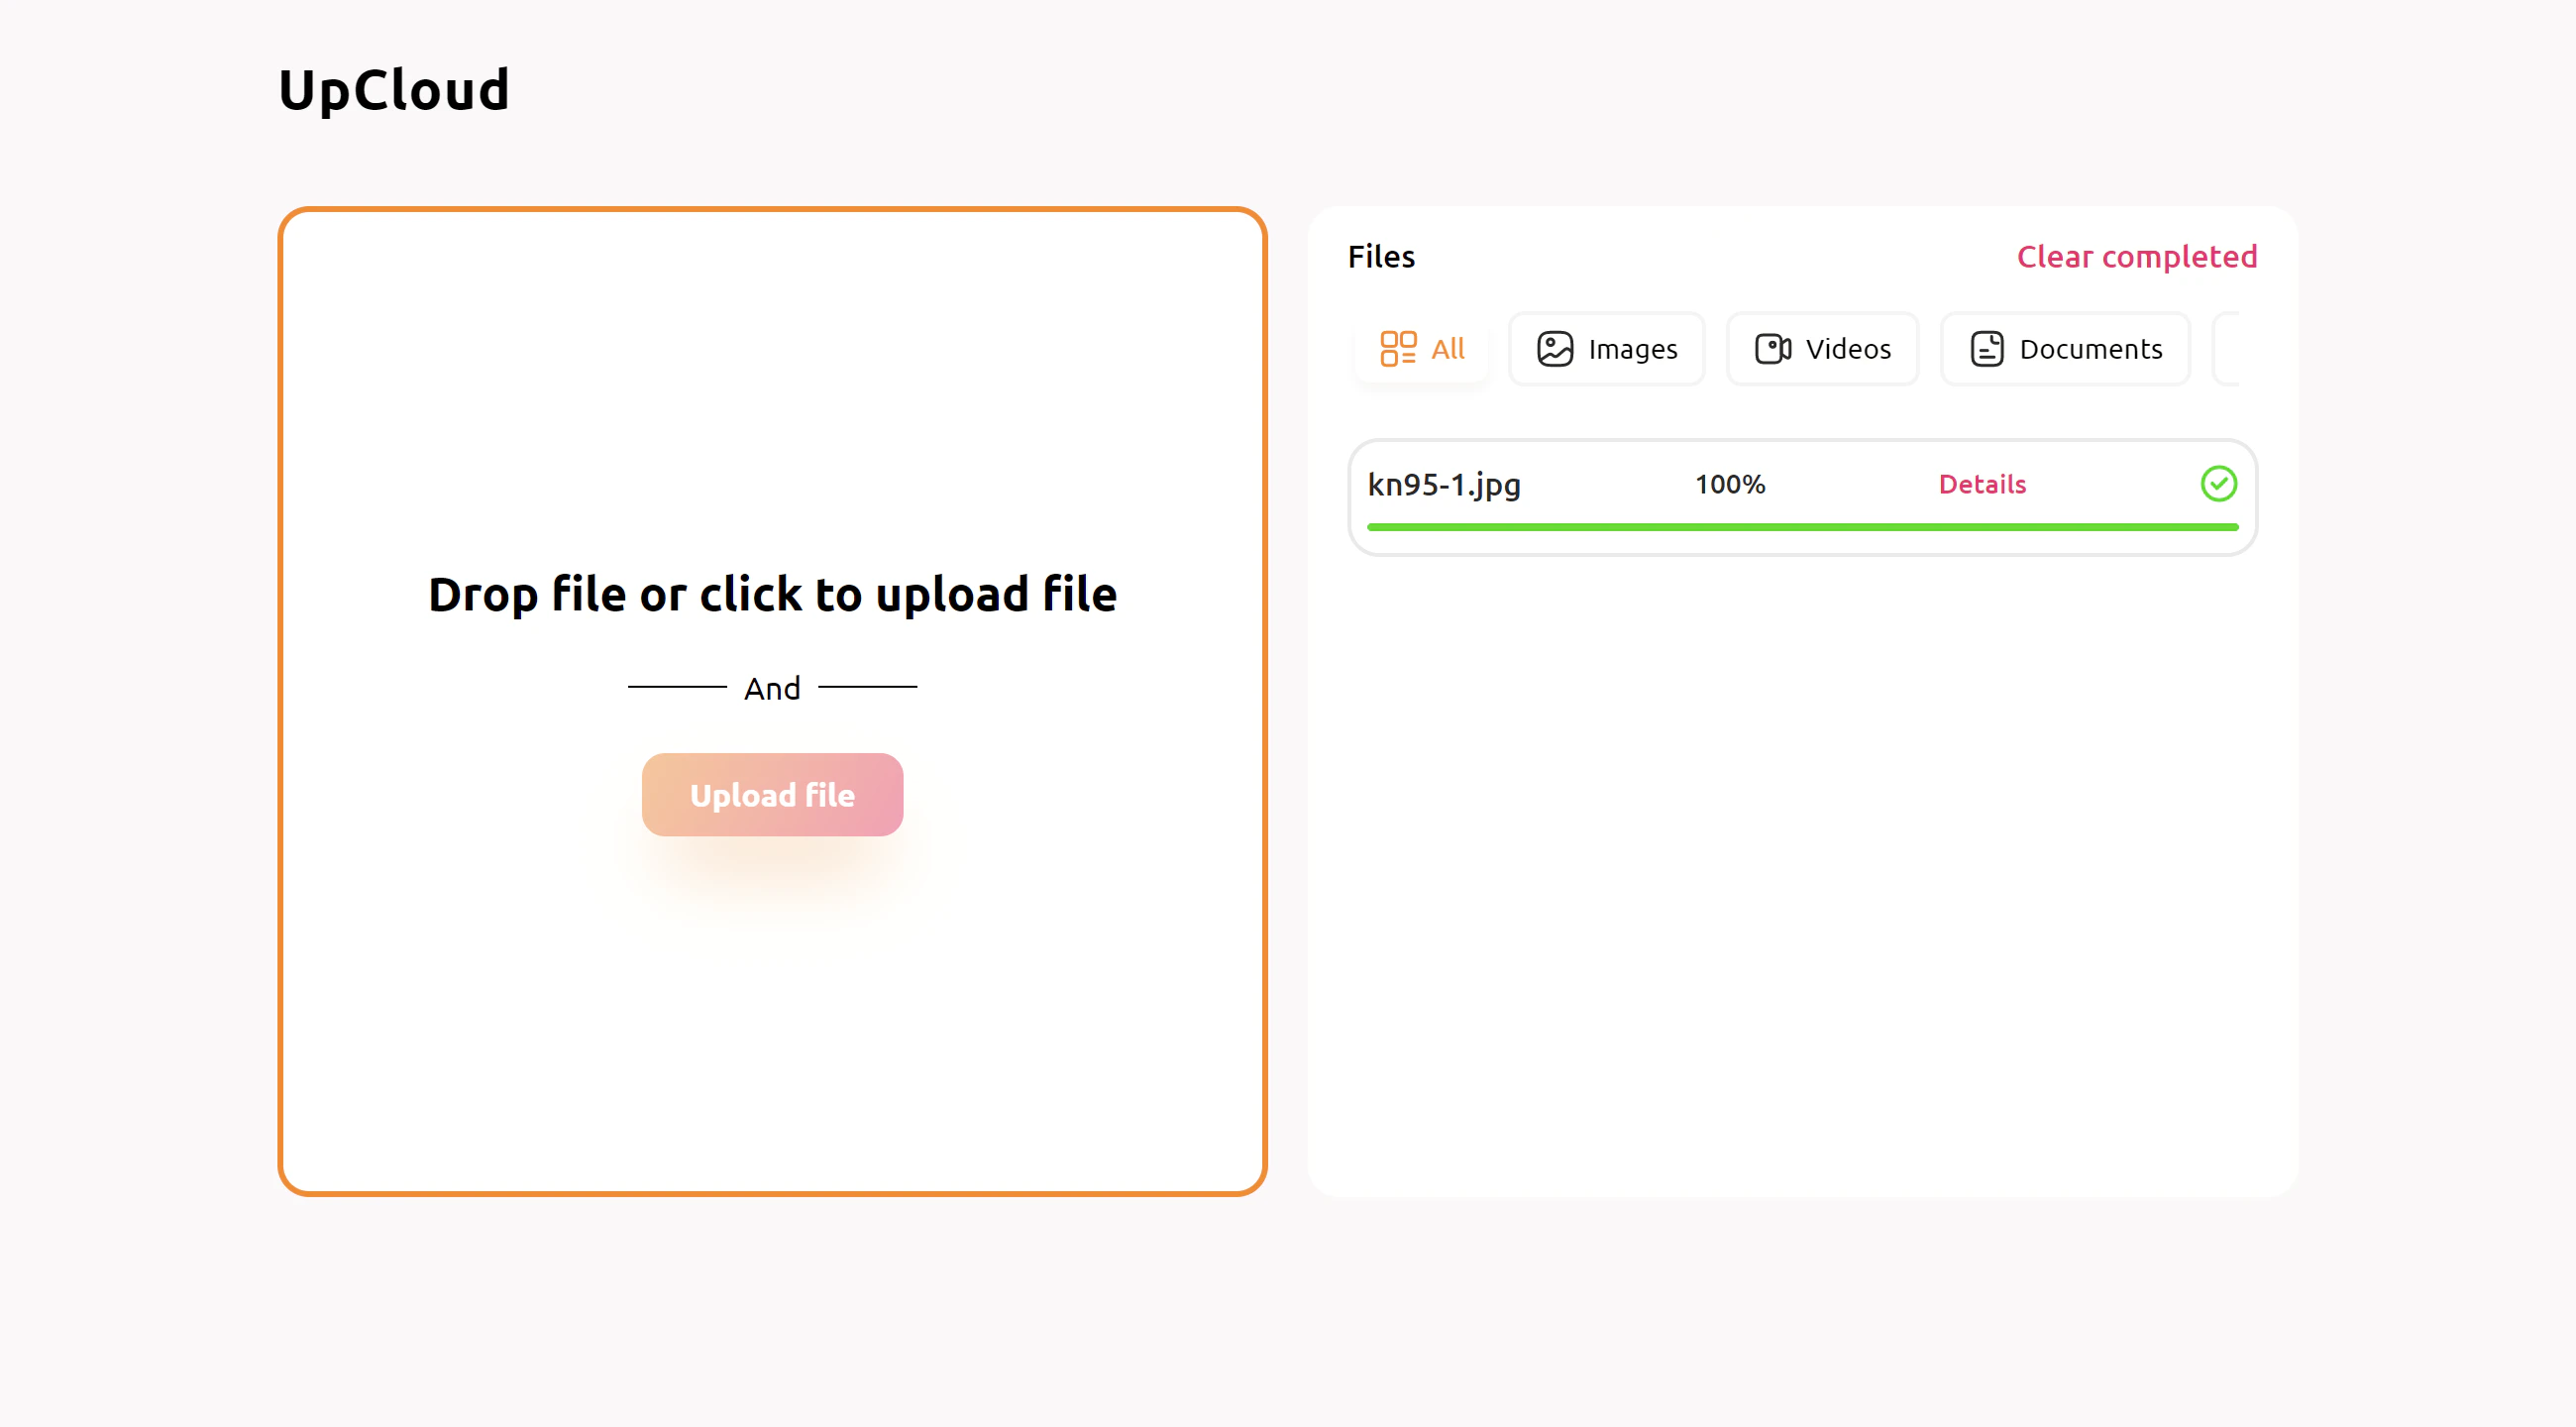 UpCloud
Drop file or click to upload file
And
Upload file
Files
Clear completed
All
Images
Videos
Documents
kn95-1.jpg
100%
Details